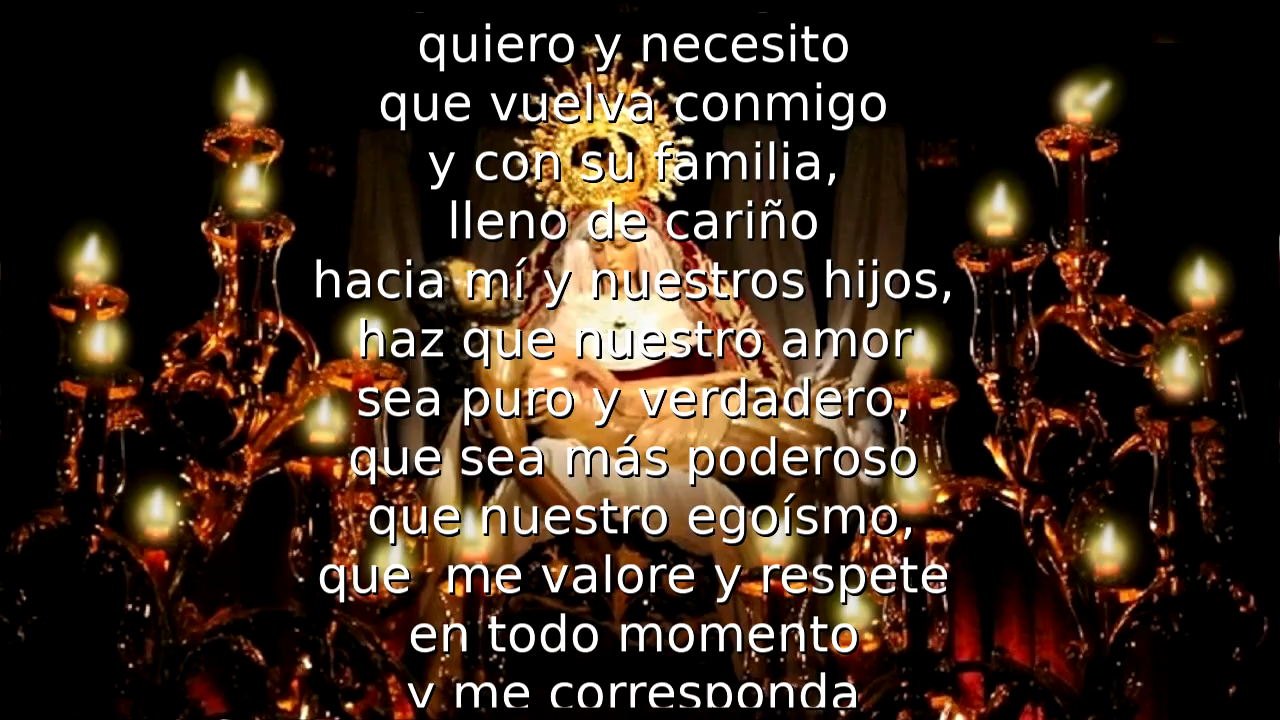 quiero y necesito
que vuelva conmigo
y con su familia,
lleno de cariño
hacia mí y nuestros hijos,
haz que nuestro amor
sea puro y verdadero,
que sea más poderoso
que nuestro egoísmo,
que  me valore y respete
en todo momento
y me corresponda